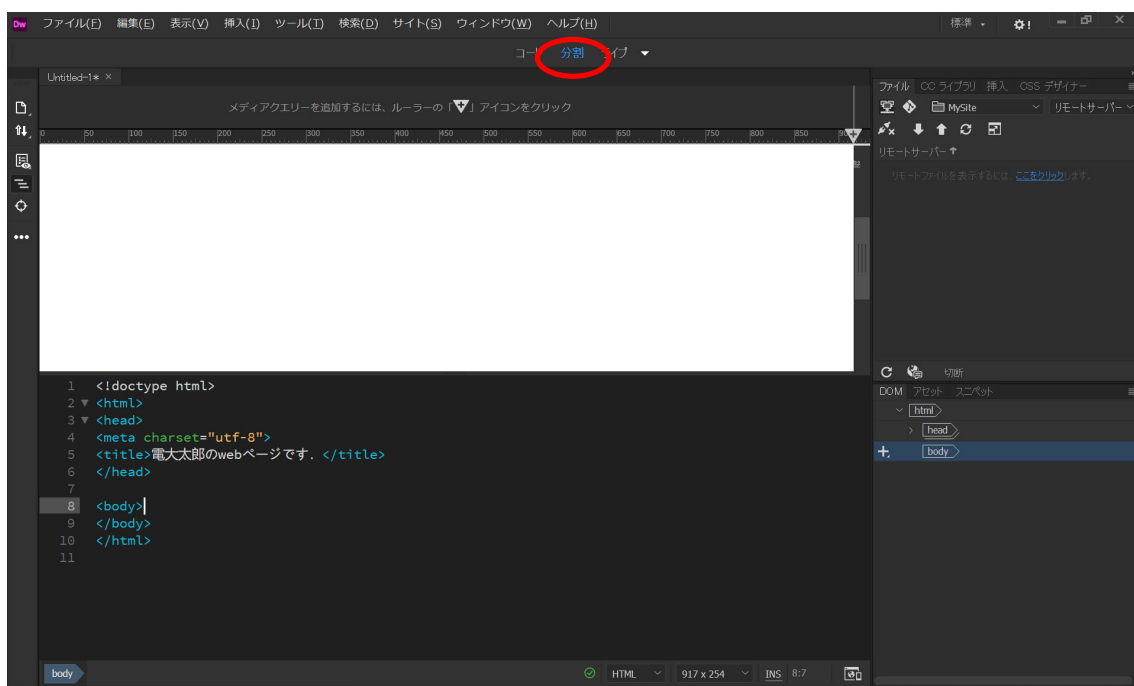 Dw ファイル(F) 編集(E) 表示(V) 挿入(I) ツール(T) 検索(D) サイト(S) ウィンドウ(W) ヘルプ(H) 標準
コー 分割 イブ
Untitled-1* ×
メディアクエリーを追加するには、ルーラーの「 」アイコンをクリック
0 50 100 150 200 250 300 350 400 450 500 550 600 650 700 750 800 850
ファイル CC ライブラリ 挿入 CSS デザイナー
MySite リモートサーバー
リモートサーバー
リモートファイルを表示するには、ここをクリックします。
切断
1 <!doctype html>
2 <html>
3 <head>
4 <meta charset="utf-8">
5 <title>電大太郎のwebページです. </title>
6 </head>
7
8 <body>
9 </body>
10 </html>
11
DOM アセット スニペット
html
head
body
body HTML 917 x 254 INS 8:7